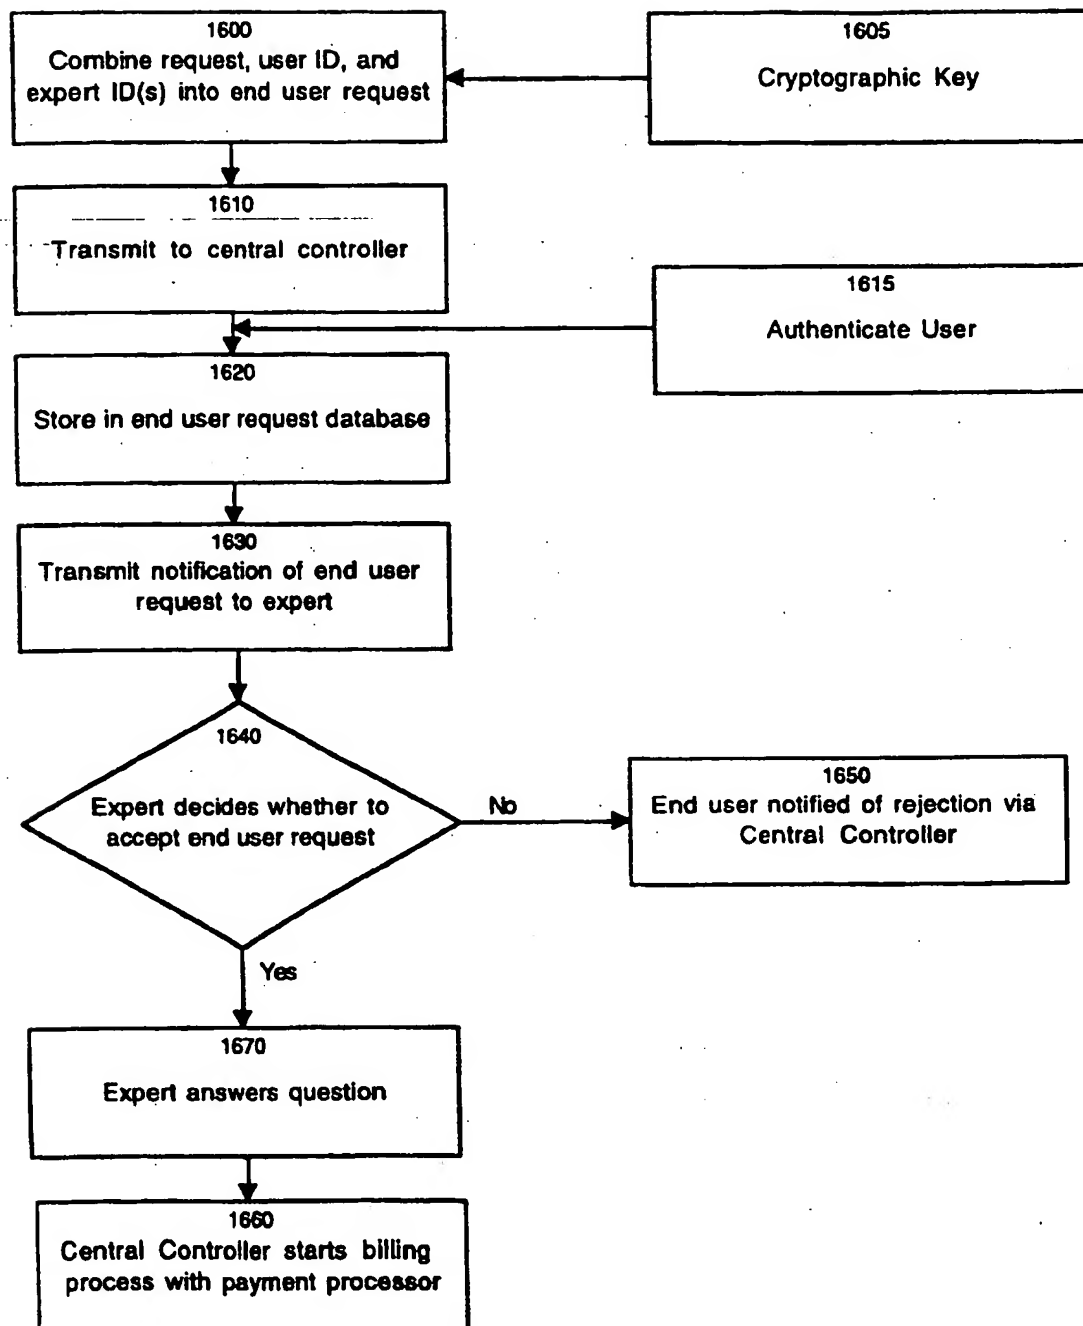 1600
Combine request, user ID, and
expert ID(s) into end user request
1605
Cryptographic Key
1610
Transmit to central controller
1615
Authenticate User
1620
Store in end user request database
1630
Transmit notification of end user
request to expert
1640
Expert decides whether to
accept end user request
No
1650
End user notified of rejection via
Central Controller
Yes
1670
Expert answers question
1660
Central Controller starts billing
process with payment processor